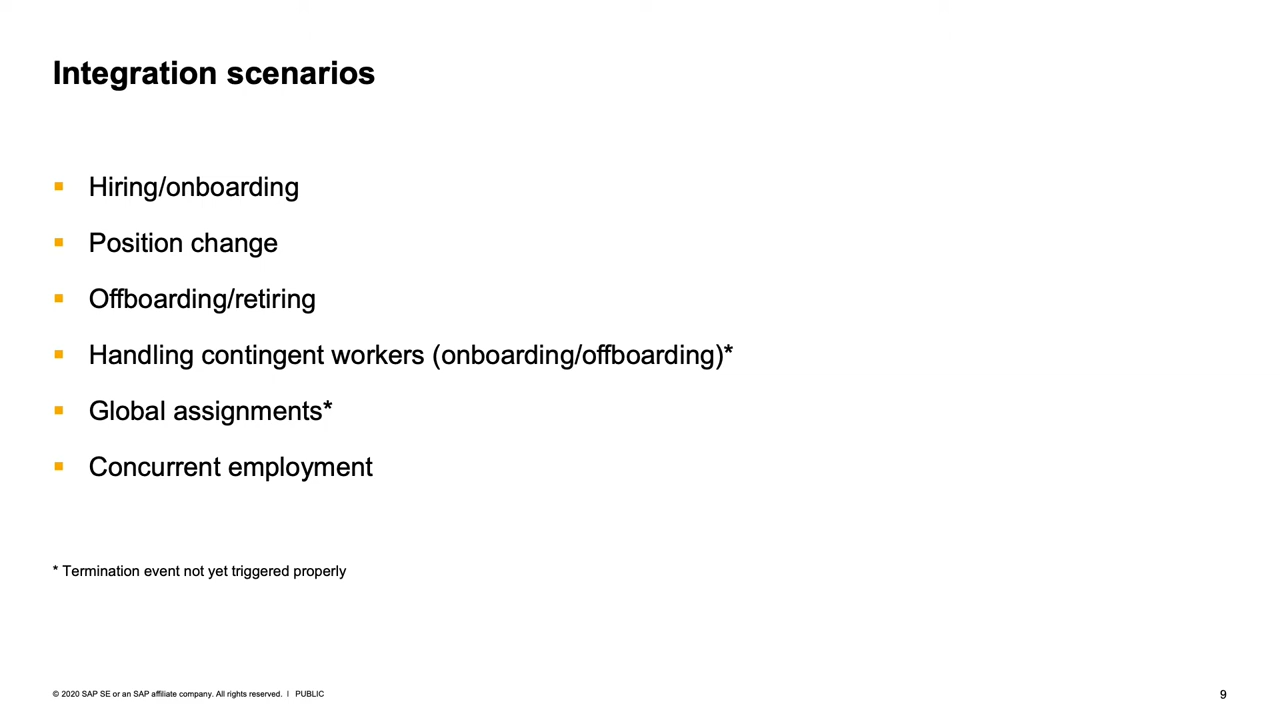 Integration scenarios
▪ Hiring/onboarding
▪ Position change
▪ Offboarding/retiring
▪ Handling contingent workers (onboarding/offboarding)*
▪ Global assignments*
▪ Concurrent employment
* Termination event not yet triggered properly
© 2020 SAP SE or an SAP affiliate company. All rights reserved. | PUBLIC
9